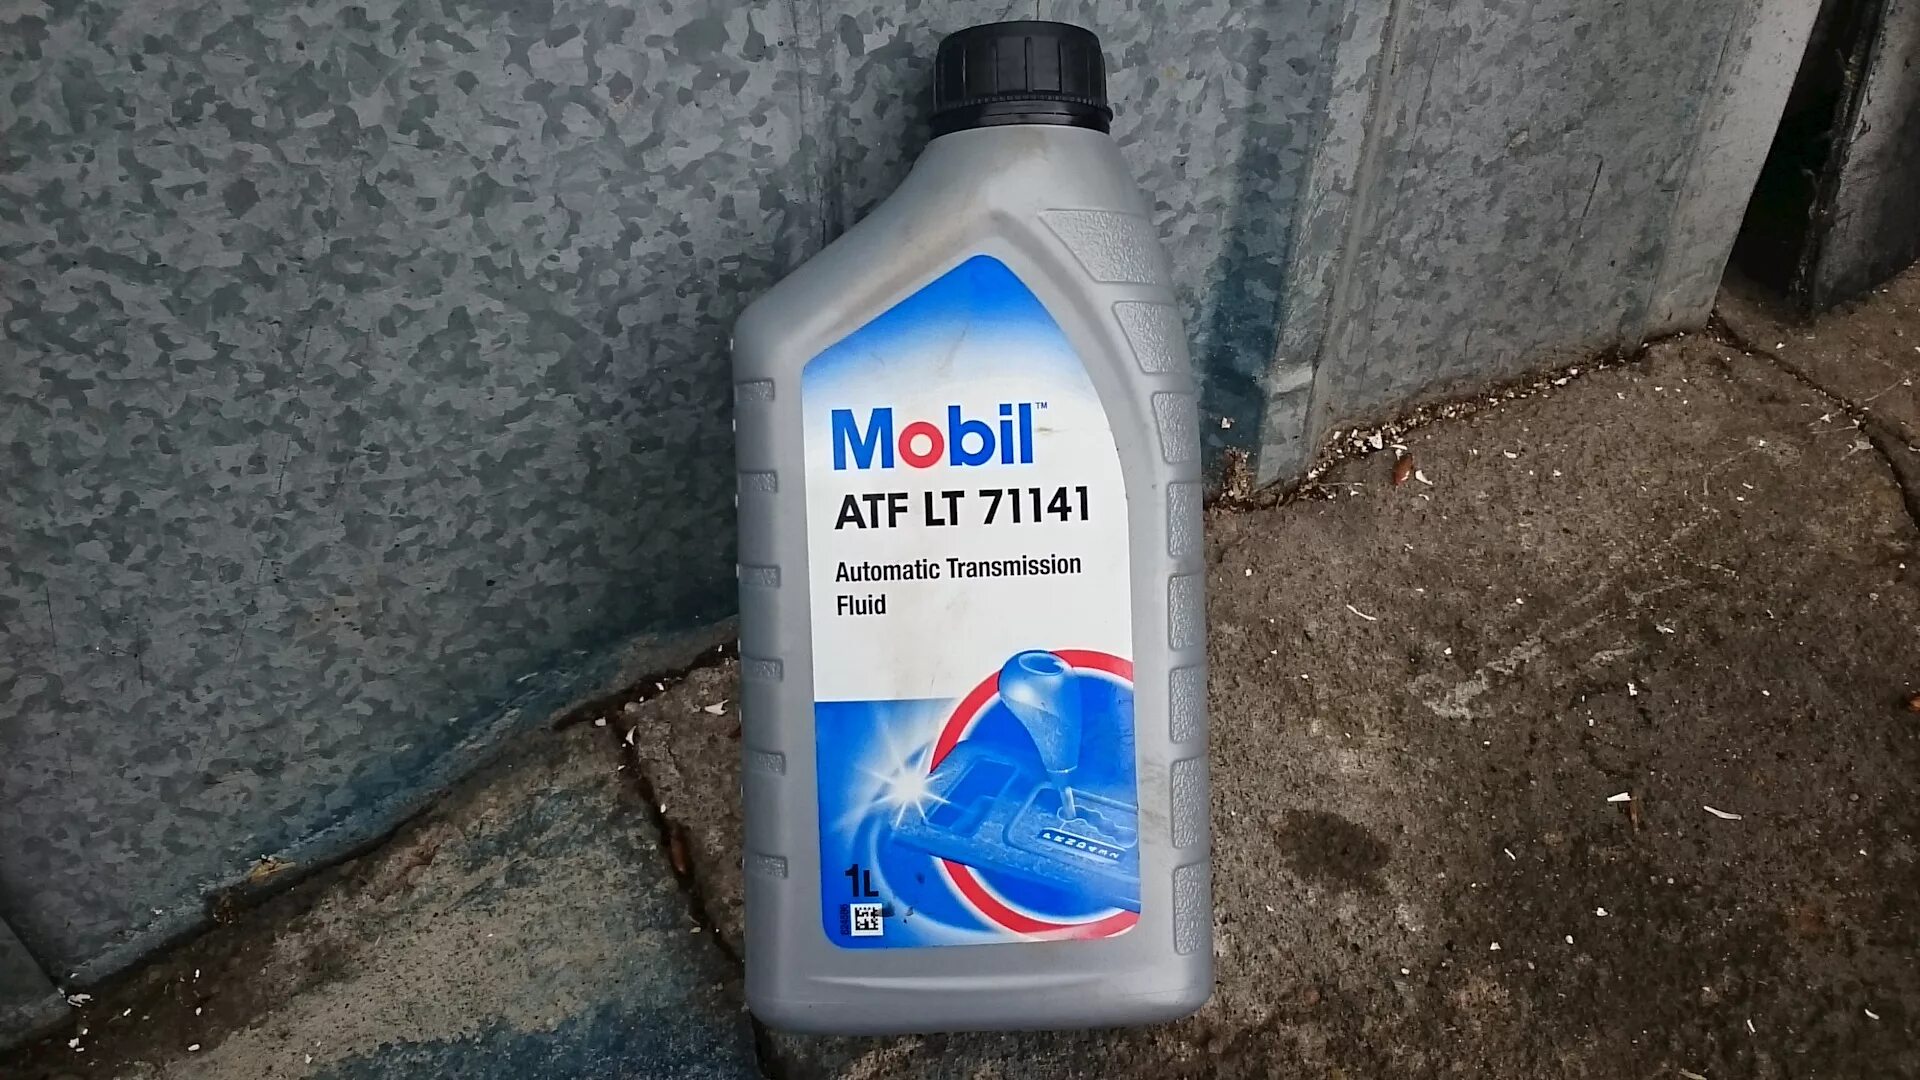 Mobil™
ATF LT 71141
Automatic Transmission
Fluid
1L